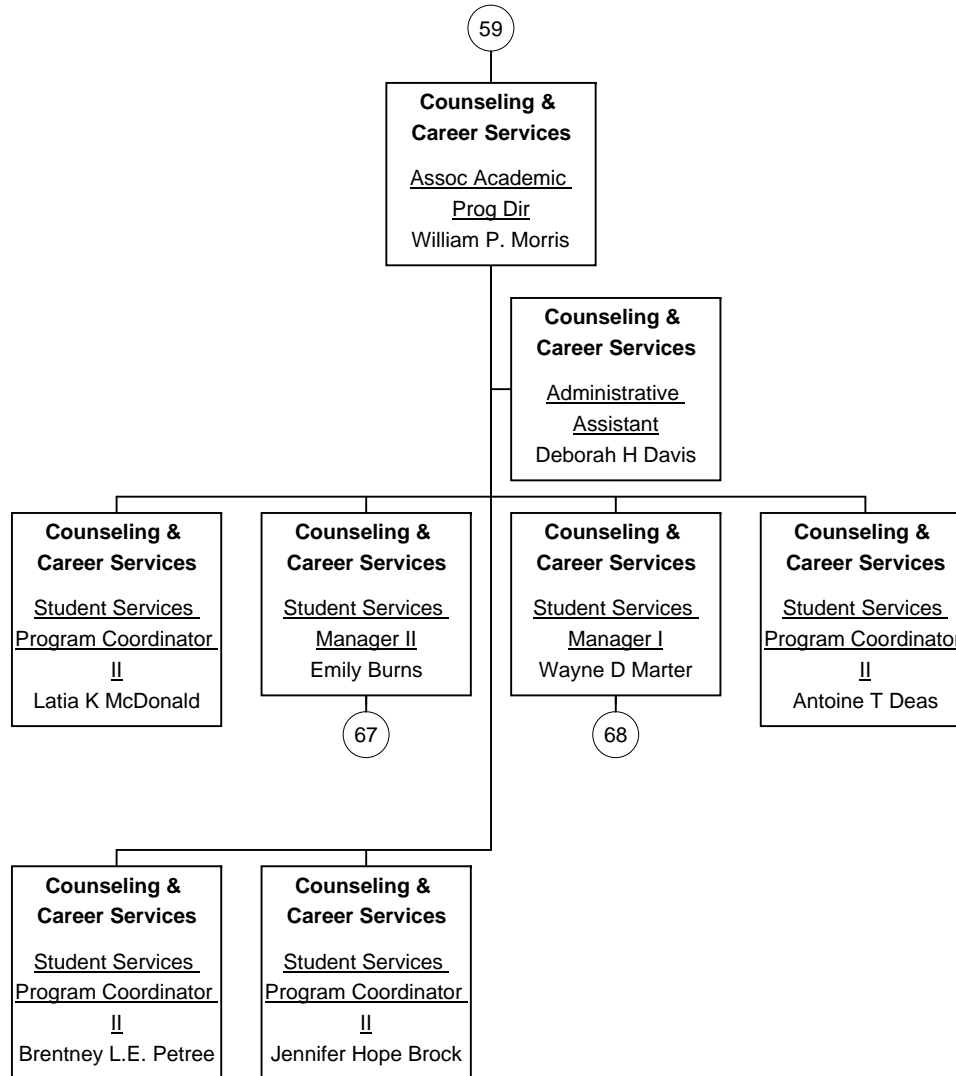 59
Counseling &
Career Services
Assoc Academic
Prog Dir
William P. Morris
Counseling &
Career Services
Administrative
Assistant
Deborah H Davis
Counseling &
Career Services
Student Services
Program Coordinator
II
Latia K McDonald
Counseling &
Career Services
Student Services
Manager II
Emily Burns
67
Counseling &
Career Services
Student Services
Manager I
Wayne D Marter
68
Counseling &
Career Services
Student Services
Program Coordinator
II
Antoine T Deas
Counseling &
Career Services
Student Services
Program Coordinator
II
Brentney L.E. Petree
Counseling &
Career Services
Student Services
Program Coordinator
II
Jennifer Hope Brock